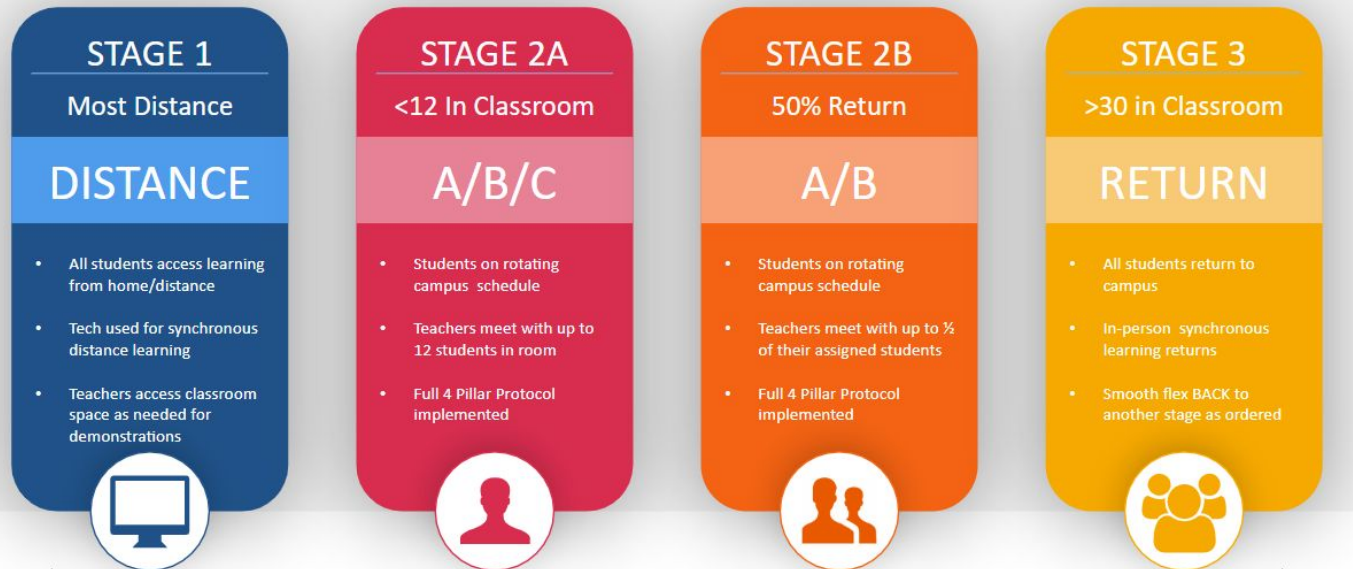 STAGE 1
Most Distance
DISTANCE
• All students access learning
from home/distance
• Tech used for synchronous
distance learning
• Teachers access classroom
space as needed for
demonstrations
STAGE 2A
<12 In Classroom
A/B/C
• Students on rotating
campus schedule
• Teachers meet with up to
12 students in room
• Full 4 Pillar Protocol
implemented
STAGE 2B
50% Return
A/B
• Students on rotating
campus schedule
• Teachers meet with up to ½
of their assigned students
• Full 4 Pillar Protocol
implemented
STAGE 3
>30 in Classroom
RETURN
• All students return to
campus
• In-person synchronous
learning returns
• Smooth flex BACK to
another stage as ordered